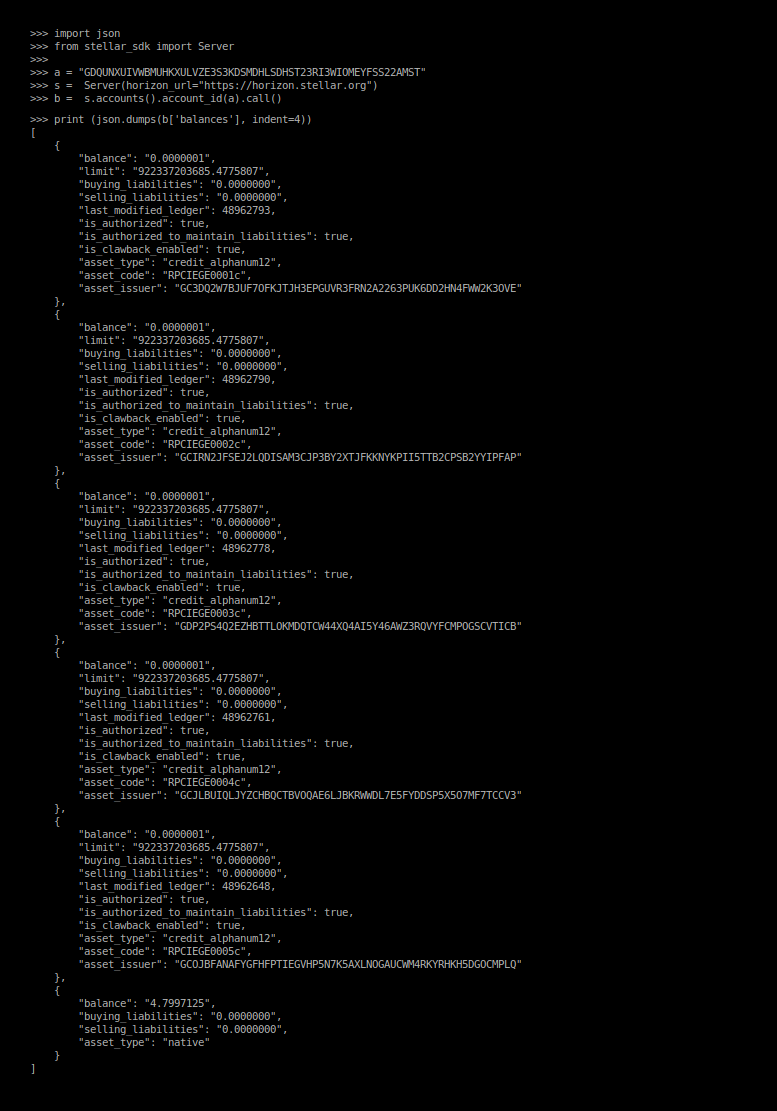 >>> import json
>>> from stellar_sdk import Server
>>>
>>> a = "GDQUNXUIVWBMUHKXULVZE3S3KDSMDHLSDHST23RI3WIOMEYFSS22AMST"
>>> s =  Server(horizon_url="https://horizon.stellar.org")
>>> b =  s.accounts().account_id(a).call()
>>> print (json.dumps(b['balances'], indent=4))
[
    {
        "balance": "0.0000001",
        "limit": "922337203685.4775807",
        "buying_liabilities": "0.0000000",
        "selling_liabilities": "0.0000000",
        "last_modified_ledger": 48962793,
        "is_authorized": true,
        "is_authorized_to_maintain_liabilities": true,
        "is_clawback_enabled": true,
        "asset_type": "credit_alphanum12",
        "asset_code": "RPCIEGE0001c",
        "asset_issuer": "GC3DQ2W7BJUF7OFKJTJH3EPGUVR3FRN2A2263PUK6DD2HN4FWW2K3OVE"
    },
    {
        "balance": "0.0000001",
        "limit": "922337203685.4775807",
        "buying_liabilities": "0.0000000",
        "selling_liabilities": "0.0000000",
        "last_modified_ledger": 48962790,
        "is_authorized": true,
        "is_authorized_to_maintain_liabilities": true,
        "is_clawback_enabled": true,
        "asset_type": "credit_alphanum12",
        "asset_code": "RPCIEGE0002c",
        "asset_issuer": "GCIRN2JFSEJ2LQDISAM3CJP3BY2XTJFKKNYKPII5TTB2CPSB2YYIPFAP"
    },
    {
        "balance": "0.0000001",
        "limit": "922337203685.4775807",
        "buying_liabilities": "0.0000000",
        "selling_liabilities": "0.0000000",
        "last_modified_ledger": 48962778,
        "is_authorized": true,
        "is_authorized_to_maintain_liabilities": true,
        "is_clawback_enabled": true,
        "asset_type": "credit_alphanum12",
        "asset_code": "RPCIEGE0003c",
        "asset_issuer": "GDP2PS4Q2EZHBTTLOKMDQTCW44XQ4AI5Y46AWZ3RQVYFCMPOGSCVTICB"
    },
    {
        "balance": "0.0000001",
        "limit": "922337203685.4775807",
        "buying_liabilities": "0.0000000",
        "selling_liabilities": "0.0000000",
        "last_modified_ledger": 48962761,
        "is_authorized": true,
        "is_authorized_to_maintain_liabilities": true,
        "is_clawback_enabled": true,
        "asset_type": "credit_alphanum12",
        "asset_code": "RPCIEGE0004c",
        "asset_issuer": "GCJLBUIQLJYZCHBQCTBVOQAE6LJBKRWWDL7E5FYDDSP5X5O7MF7TCCV3"
    },
    {
        "balance": "0.0000001",
        "limit": "922337203685.4775807",
        "buying_liabilities": "0.0000000",
        "selling_liabilities": "0.0000000",
        "last_modified_ledger": 48962648,
        "is_authorized": true,
        "is_authorized_to_maintain_liabilities": true,
        "is_clawback_enabled": true,
        "asset_type": "credit_alphanum12",
        "asset_code": "RPCIEGE0005c",
        "asset_issuer": "GCOJBFANAFYGFHFPTIEGVHP5N7K5AXLNOGAUCWM4RKYRHKH5DGOCMPLQ"
    },
    {
        "balance": "4.7997125",
        "buying_liabilities": "0.0000000",
        "selling_liabilities": "0.0000000",
        "asset_type": "native"
    }
]